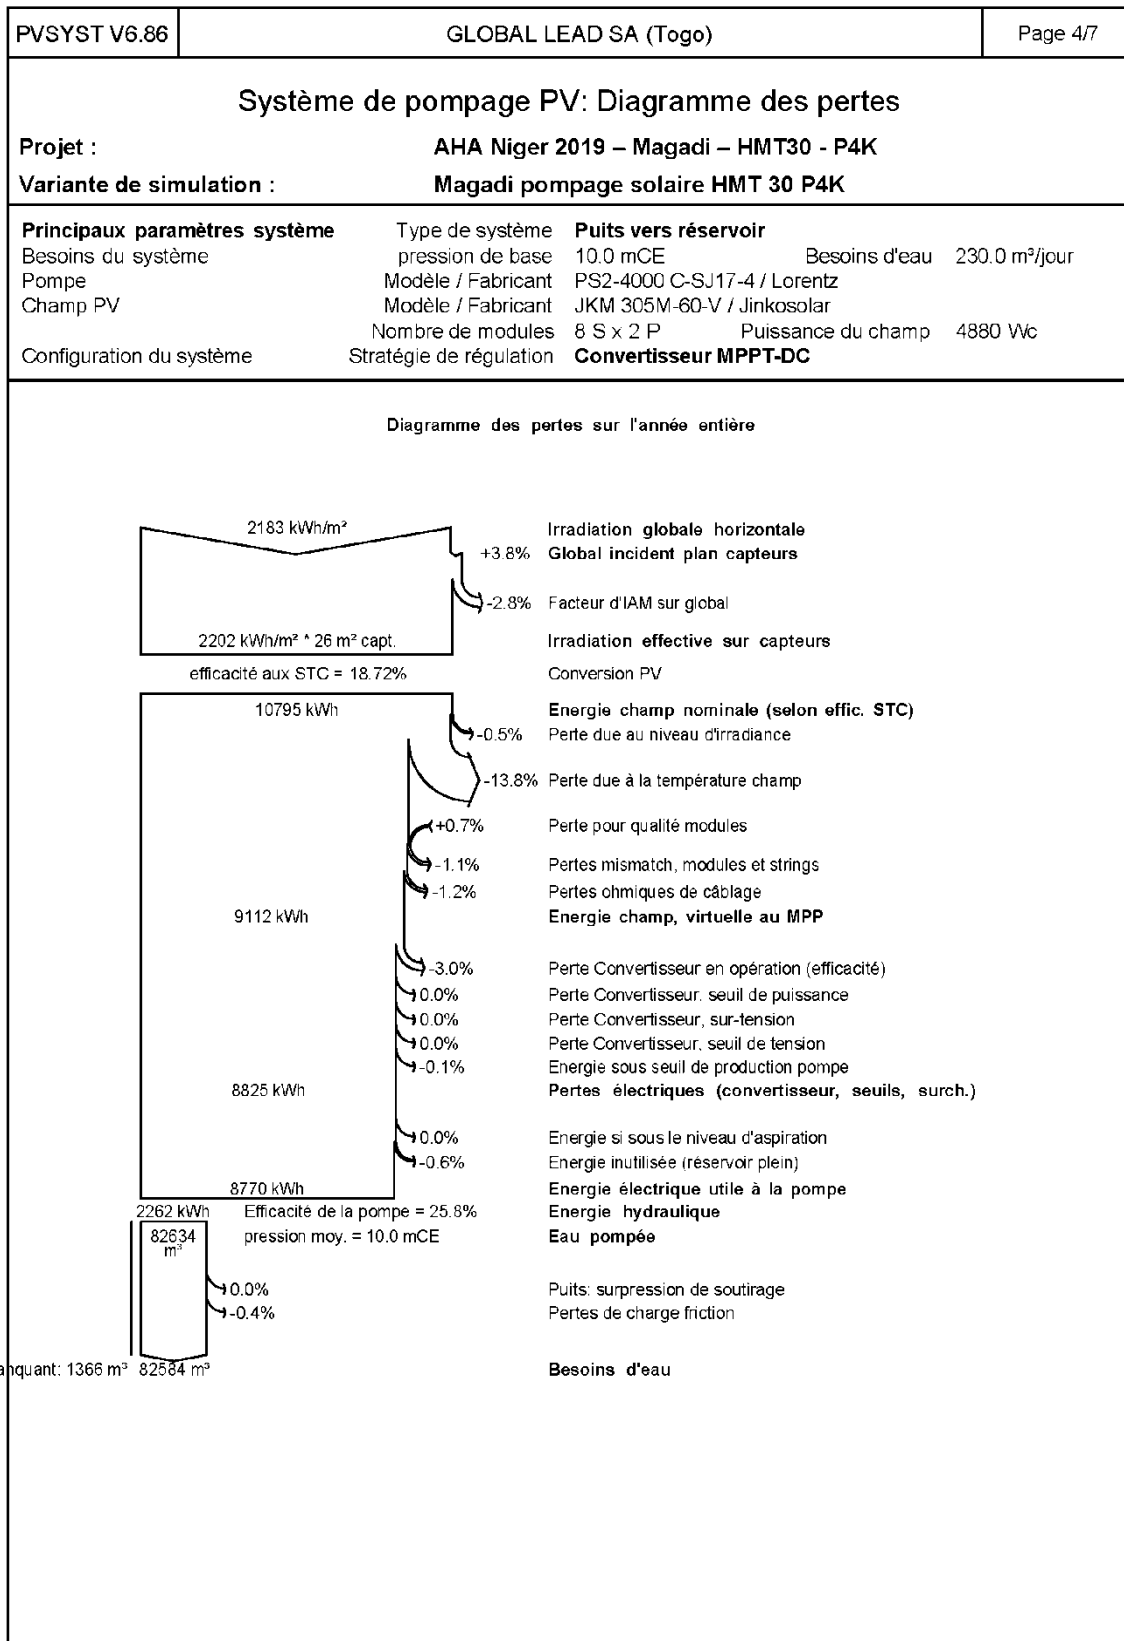 PVSYST V6.86 GLOBAL LEAD SA (Togo) Page 4/7
Système de pompage PV: Diagramme des pertes
Projet : AHA Niger 2019 – Magadi – HMT30 - P4K
Variante de simulation : Magadi pompage solaire HMT 30 P4K
Principaux paramètres système Type de système Puits vers réservoir
Besoins du système pression de base 10.0 mCE Besoins d'eau 230.0 m³/jour
Pompe Modèle / Fabricant PS2-4000 C-SJ17-4 / Lorentz
Champ PV Modèle / Fabricant JKM 305M-60-V / Jinkosolar
Nombre de modules 8 S x 2 P Puissance du champ 4880 Wc
Configuration du système Stratégie de régulation Convertisseur MPPT-DC
Diagramme des pertes sur l'année entière
2183 kWh/m² Irradiation globale horizontale
+3.8% Global incident plan capteurs
-2.8% Facteur d'IAM sur global
2202 kWh/m² * 26 m² capt. Irradiation effective sur capteurs
efficacité aux STC = 18.72% Conversion PV
10795 kWh Energie champ nominale (selon effic. STC)
-0.5% Perte due au niveau d'irradiance
-13.8% Perte due à la température champ
+0.7% Perte pour qualité modules
-1.1% Pertes mismatch, modules et strings
-1.2% Pertes ohmiques de câblage
9112 kWh Energie champ, virtuelle au MPP
-3.0% Perte Convertisseur en opération (efficacité)
0.0% Perte Convertisseur, seuil de puissance
0.0% Perte Convertisseur, sur-tension
0.0% Perte Convertisseur, seuil de tension
-0.1% Energie sous seuil de production pompe
8825 kWh Pertes électriques (convertisseur, seuils, surch.)
0.0% Energie si sous le niveau d'aspiration
-0.6% Energie inutilisée (réservoir plein)
8770 kWh Energie électrique utile à la pompe
2262 kWh Efficacité de la pompe = 25.8% Energie hydraulique
82634 pression moy. = 10.0 mCE Eau pompée
m³
0.0% Puits: surpression de soutirage
-0.4% Pertes de charge friction
anquant: 1366 m³ 82584 m³ Besoins d'eau